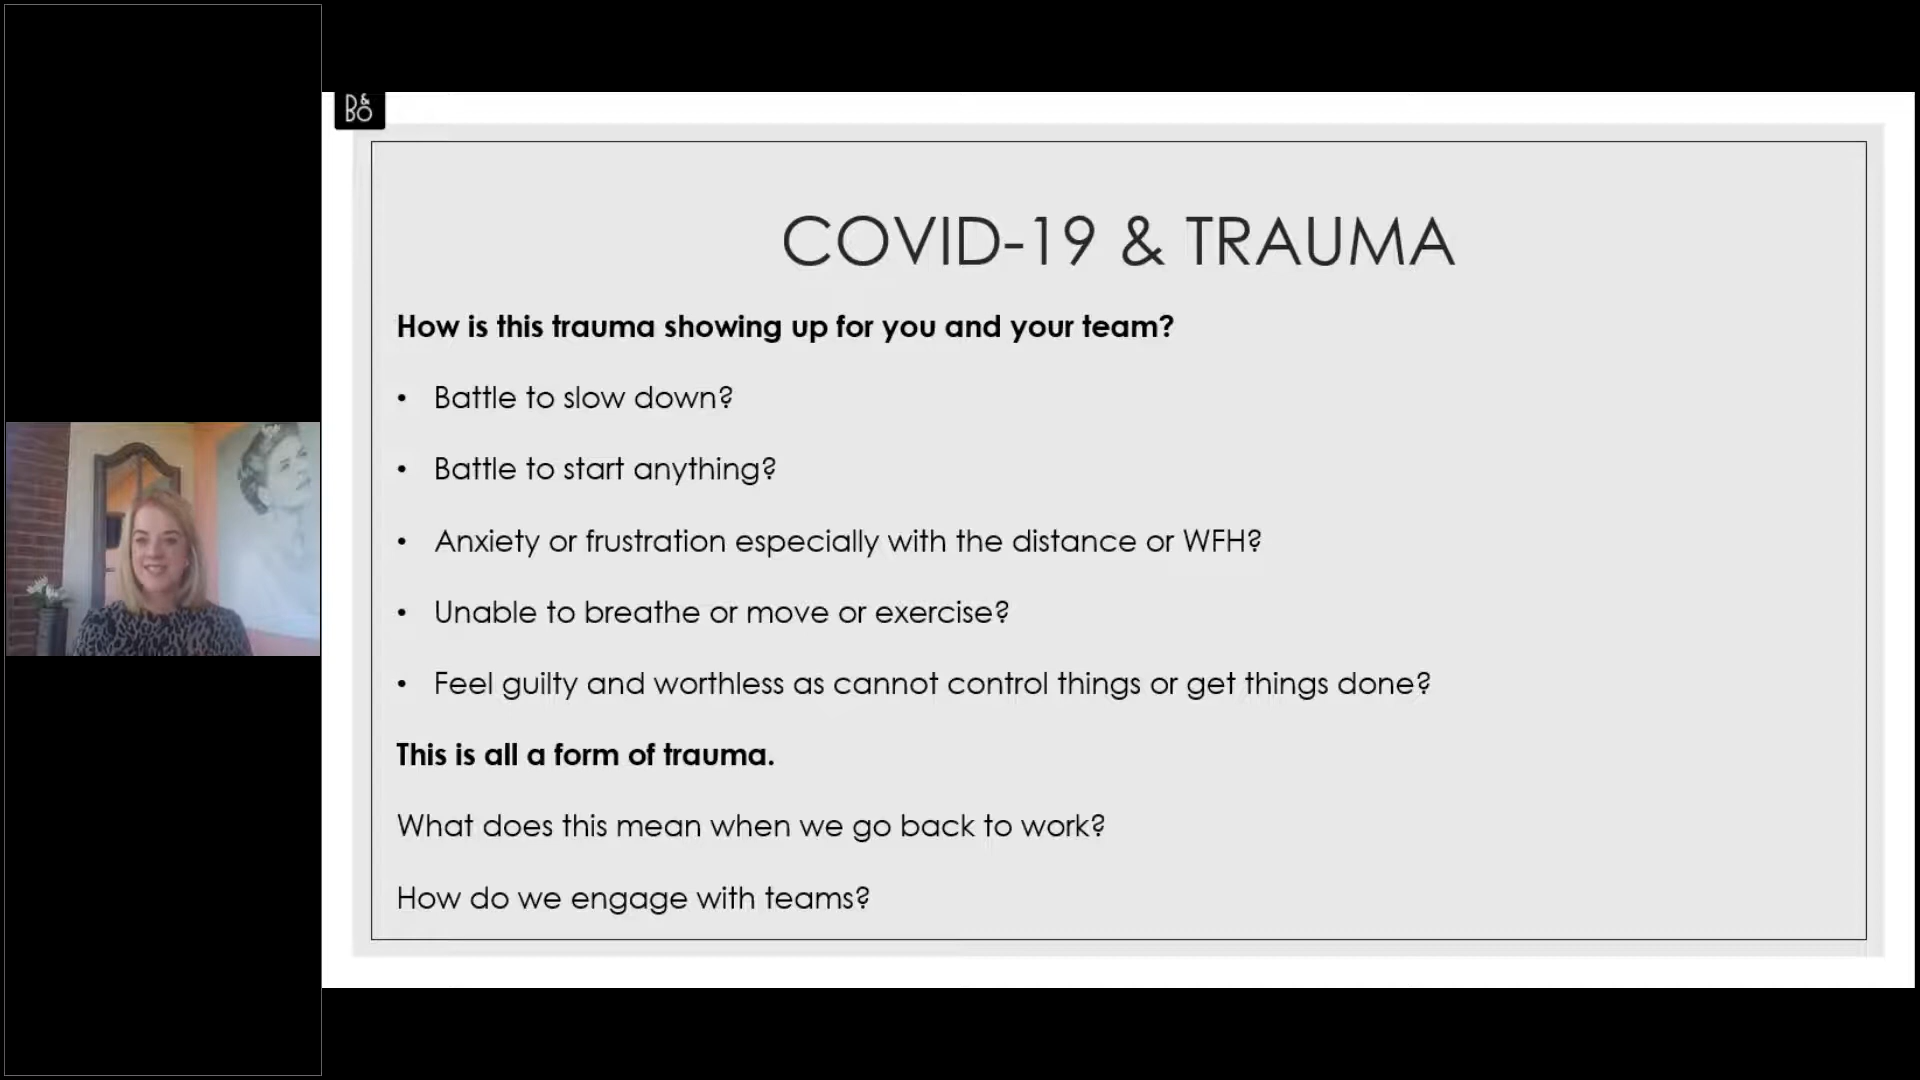 B&O
COVID-19 & TRAUMA
How is this trauma showing up for you and your team?
• Battle to slow down?
• Battle to start anything?
• Anxiety or frustration especially with the distance or WFH?
• Unable to breathe or move or exercise?
• Feel guilty and worthless as cannot control things or get things done?
This is all a form of trauma.
What does this mean when we go back to work?
How do we engage with teams?